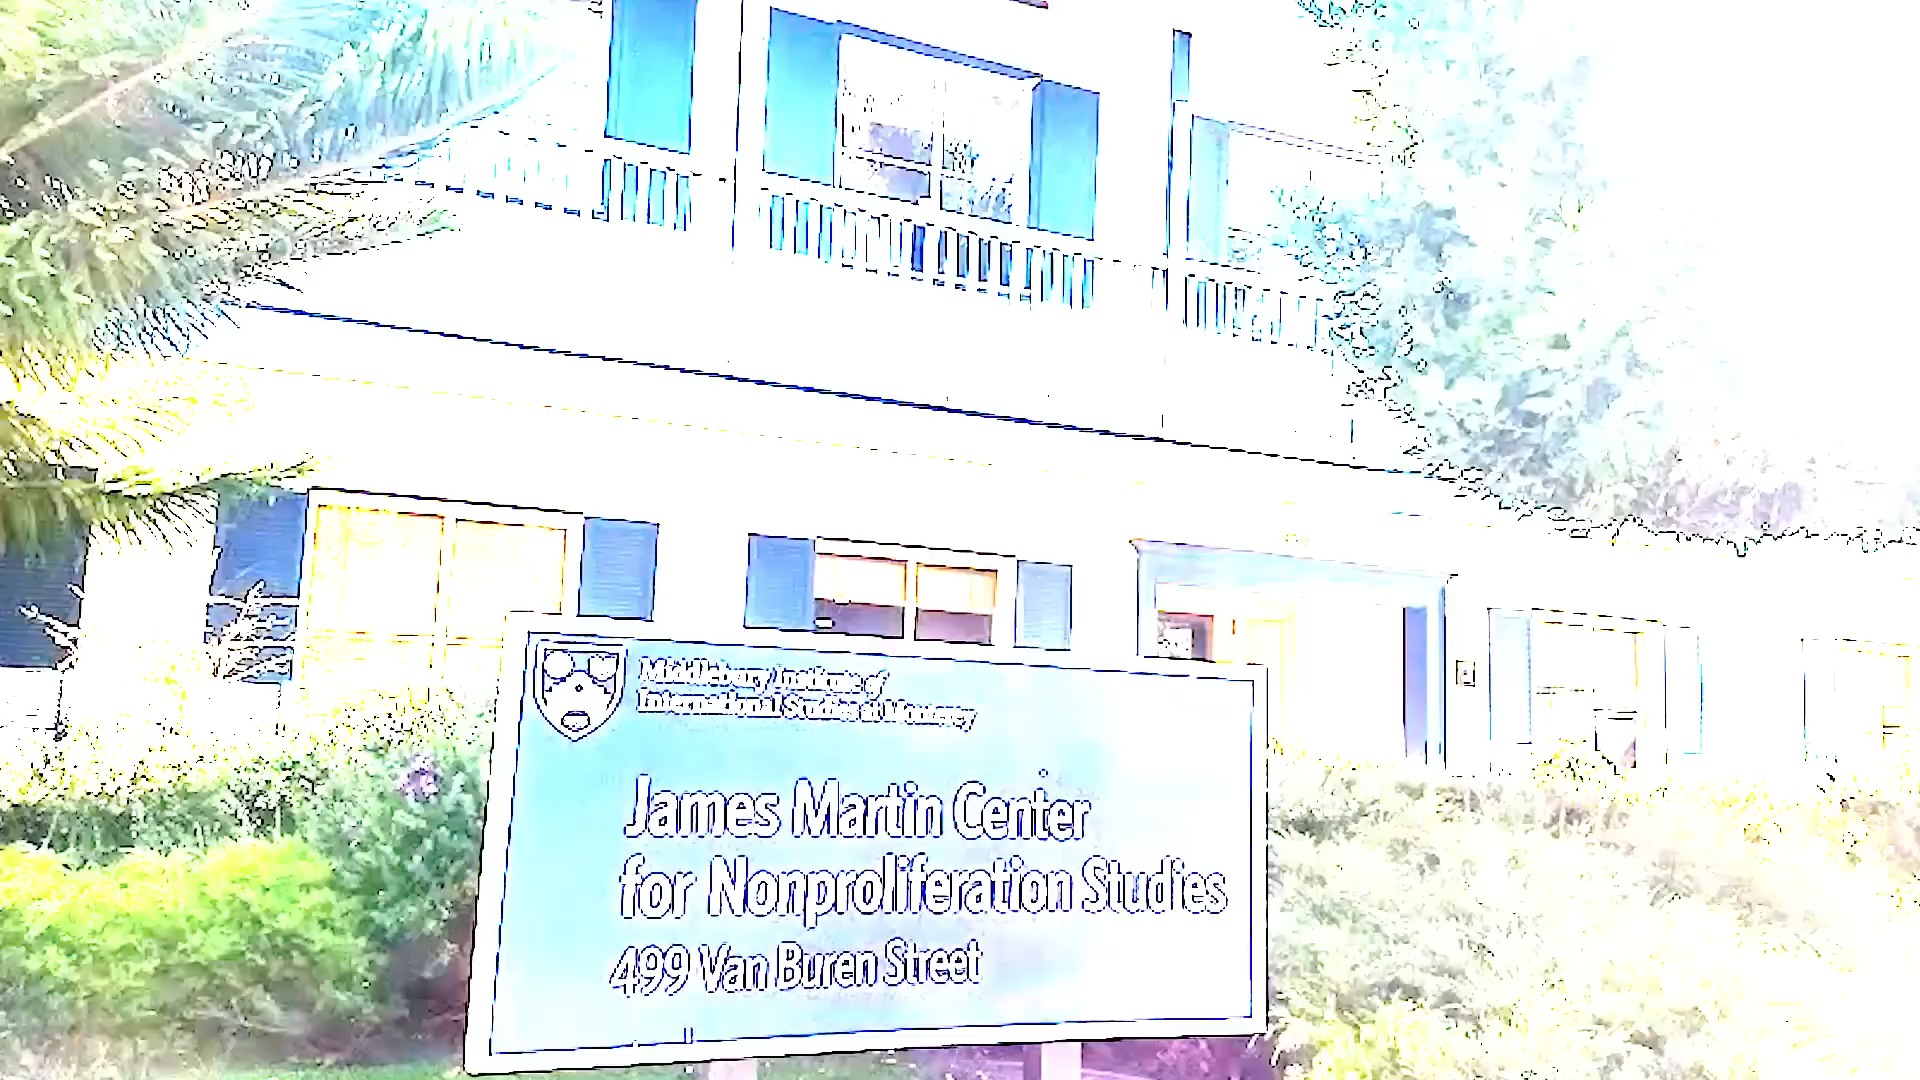 Middlebury Institute of
International Studies at Monterey
James Martin Center
for Nonproliferation Studies
499 Van Buren Street